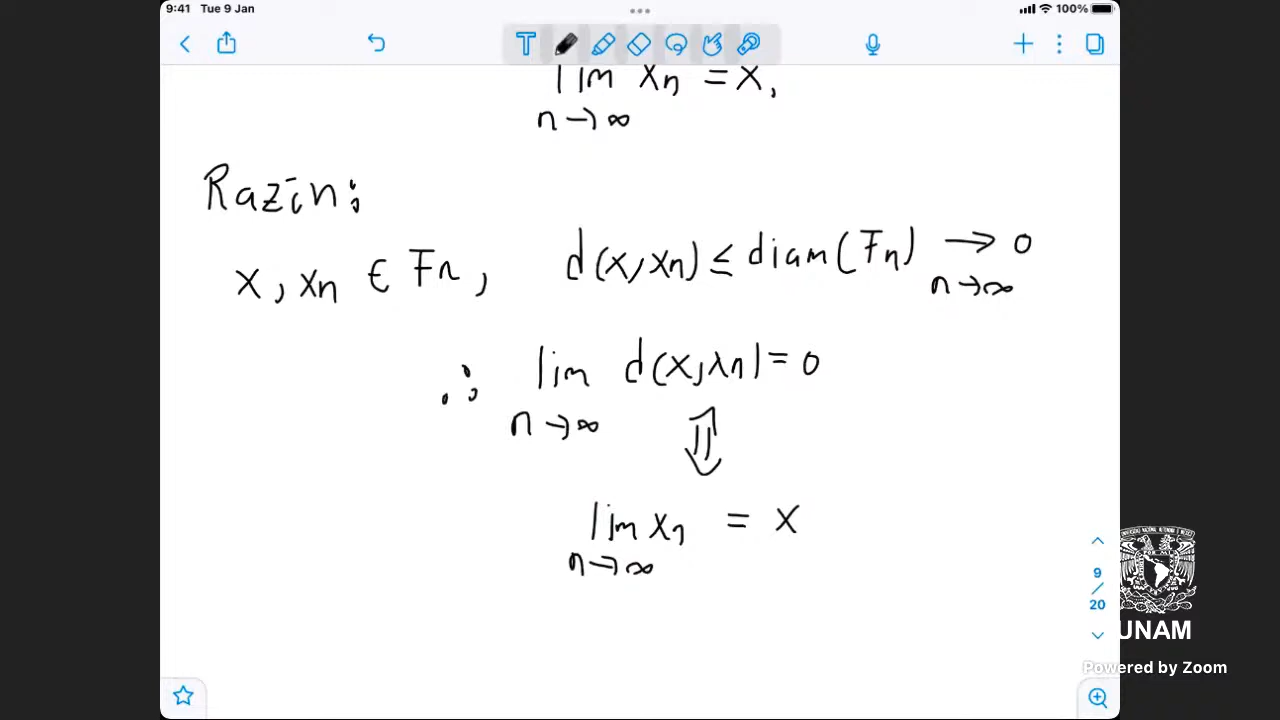 9:41 Tue 9 Jan 100%
lim xn = x,
n→∞
Razón:
x, xn ∈ Fn, d(x, xn) ≤ diam(Fn) → 0
n→∞
∴ lim d(x, xn) = 0
n→∞
⇕
lim xn = x
n→∞
9
/
20
UNAM
Powered by Zoom